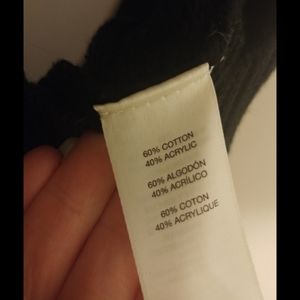 60% COTTON
40% ACRYLIC
60% ALGODÓN
40% ACRÍLICO
60% COTON
40% ACRYLIQUE